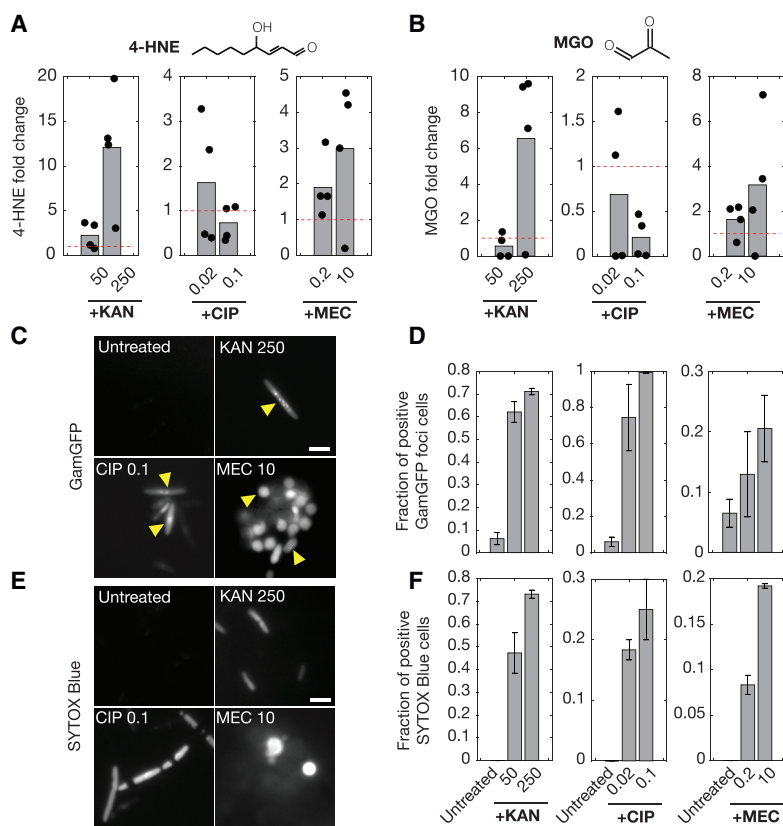 A
4-HNE
OH
O
4-HNE fold change
20
15
10
5
0
50
250
+KAN
4
3
2
1
0
0.02
0.1
+CIP
5
4
3
2
1
0
0.2
10
+MEC
B
MGO
O
O
MGO fold change
10
8
6
4
2
0
50
250
+KAN
2
1.5
1
0.5
0
0.02
0.1
+CIP
8
6
4
2
0
0.2
10
+MEC
C
GamGFP
Untreated
KAN 250
CIP 0.1
MEC 10
D
Fraction of positive
GamGFP foci cells
0.8
0.7
0.6
0.5
0.4
0.3
0.2
0.1
0
1
0.8
0.6
0.4
0.2
0
0.3
0.2
0.1
0
E
SYTOX Blue
Untreated
KAN 250
CIP 0.1
MEC 10
F
Fraction of positive
SYTOX Blue cells
0.8
0.7
0.6
0.5
0.4
0.3
0.2
0.1
0
Untreated
50
250
+KAN
0.3
0.2
0.1
0
Untreated
0.02
0.1
+CIP
0.2
0.15
0.1
0.05
0
Untreated
0.2
10
+MEC